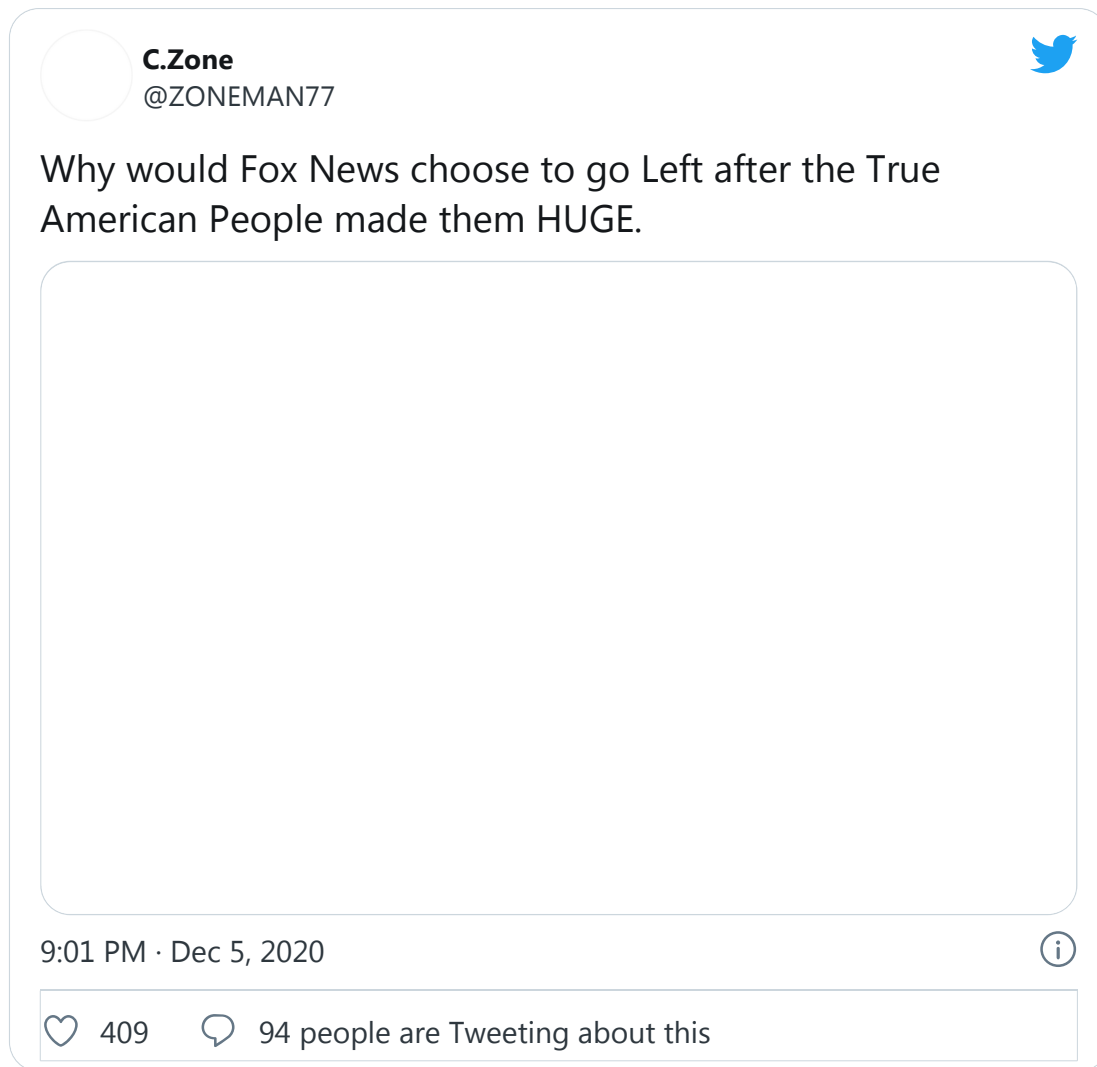 C.Zone
@ZONEMAN77
Why would Fox News choose to go Left after the True
American People made them HUGE.
9:01 PM · Dec 5, 2020
409 94 people are Tweeting about this